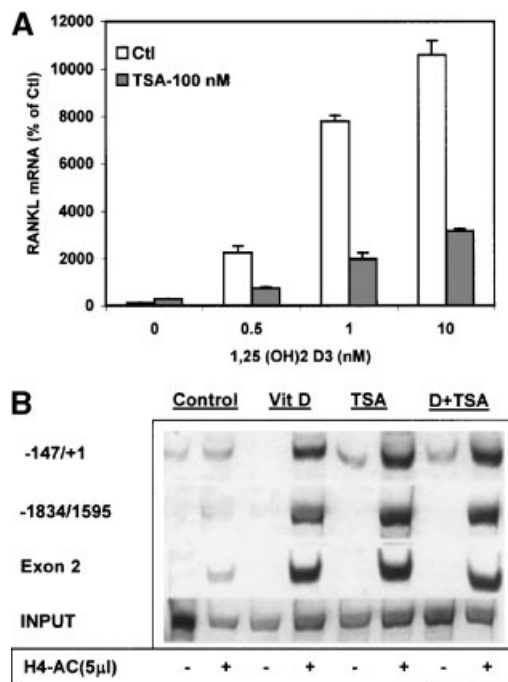 A
RANKL mRNA (% of Ctl)
12000
10000
8000
6000
4000
2000
0
Ctl
TSA-100 nM
0 0.5 1 10
1,25 (OH)2 D3 (nM)
B
Control Vit D TSA D+TSA
-147/+1
-1834/1595
Exon 2
INPUT
H4-AC(5µl) - + - + - + - +